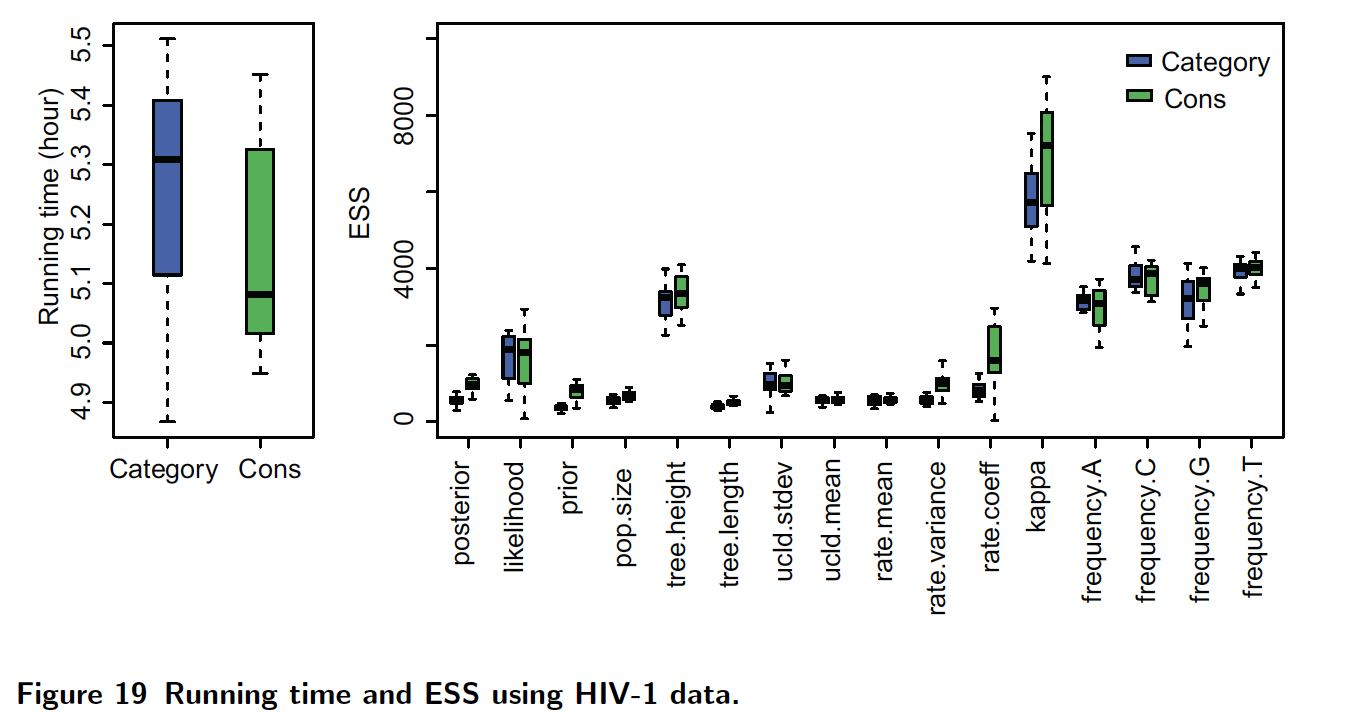 Running time (hour)
5.5
5.4
5.3
5.2
5.1
5.0
4.9
Category
Cons
ESS
8000
4000
0
Category
Cons
posterior
likelihood
prior
pop.size
tree.height
tree.length
ucld.stdev
ucld.mean
rate.mean
rate.variance
rate.coeff
kappa
frequency.A
frequency.C
frequency.G
frequency.T
Figure 19 Running time and ESS using HIV-1 data.